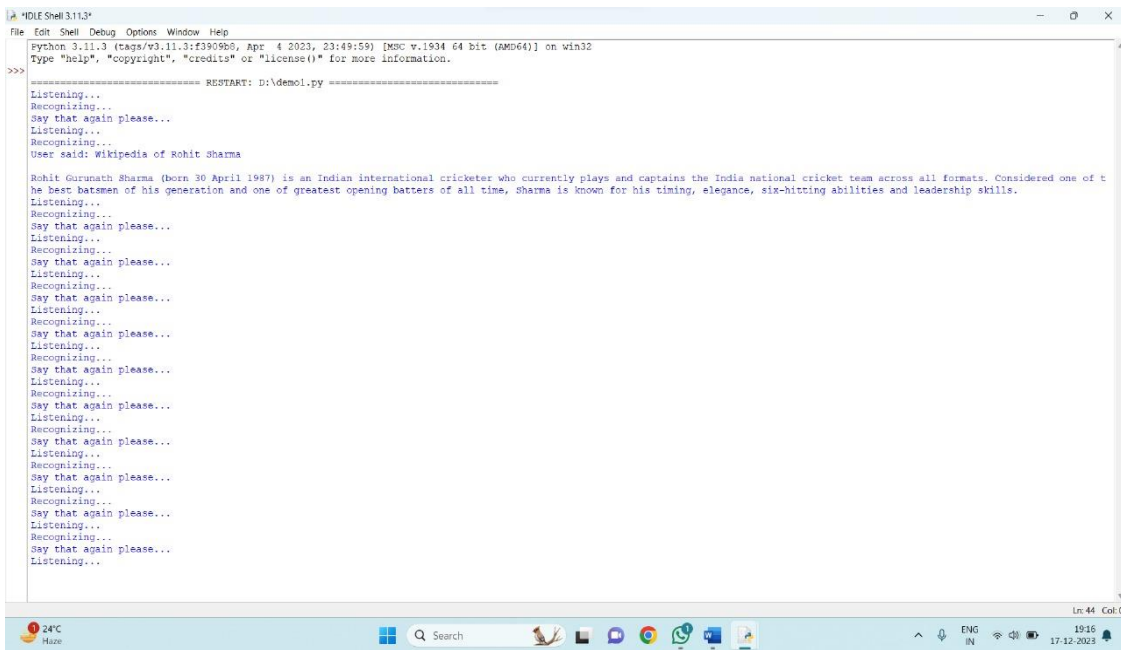 *IDLE Shell 3.11.3*
File Edit Shell Debug Options Window Help
Python 3.11.3 (tags/v3.11.3:f3909b8, Apr  4 2023, 23:49:59) [MSC v.1934 64 bit (AMD64)] on win32
Type "help", "copyright", "credits" or "license()" for more information.
>>>
============================= RESTART: D:\demo1.py =============================
Listening...
Recognizing...
Say that again please...
Listening...
Recognizing...
User said: Wikipedia of Rohit Sharma
Rohit Gurunath Sharma (born 30 April 1987) is an Indian international cricketer who currently plays and captains the India national cricket team across all formats. Considered one of t
he best batsmen of his generation and one of greatest opening batters of all time, Sharma is known for his timing, elegance, six-hitting abilities and leadership skills.
Listening...
Recognizing...
Say that again please...
Listening...
Recognizing...
Say that again please...
Listening...
Recognizing...
Say that again please...
Listening...
Recognizing...
Say that again please...
Listening...
Recognizing...
Say that again please...
Listening...
Recognizing...
Say that again please...
Listening...
Recognizing...
Say that again please...
Listening...
Recognizing...
Say that again please...
Listening...
Recognizing...
Say that again please...
Listening...
Recognizing...
Say that again please...
Listening...
Ln: 44 Col: 0
1 24°C
Haze
Search
ENG
IN
19:16
17-12-2023